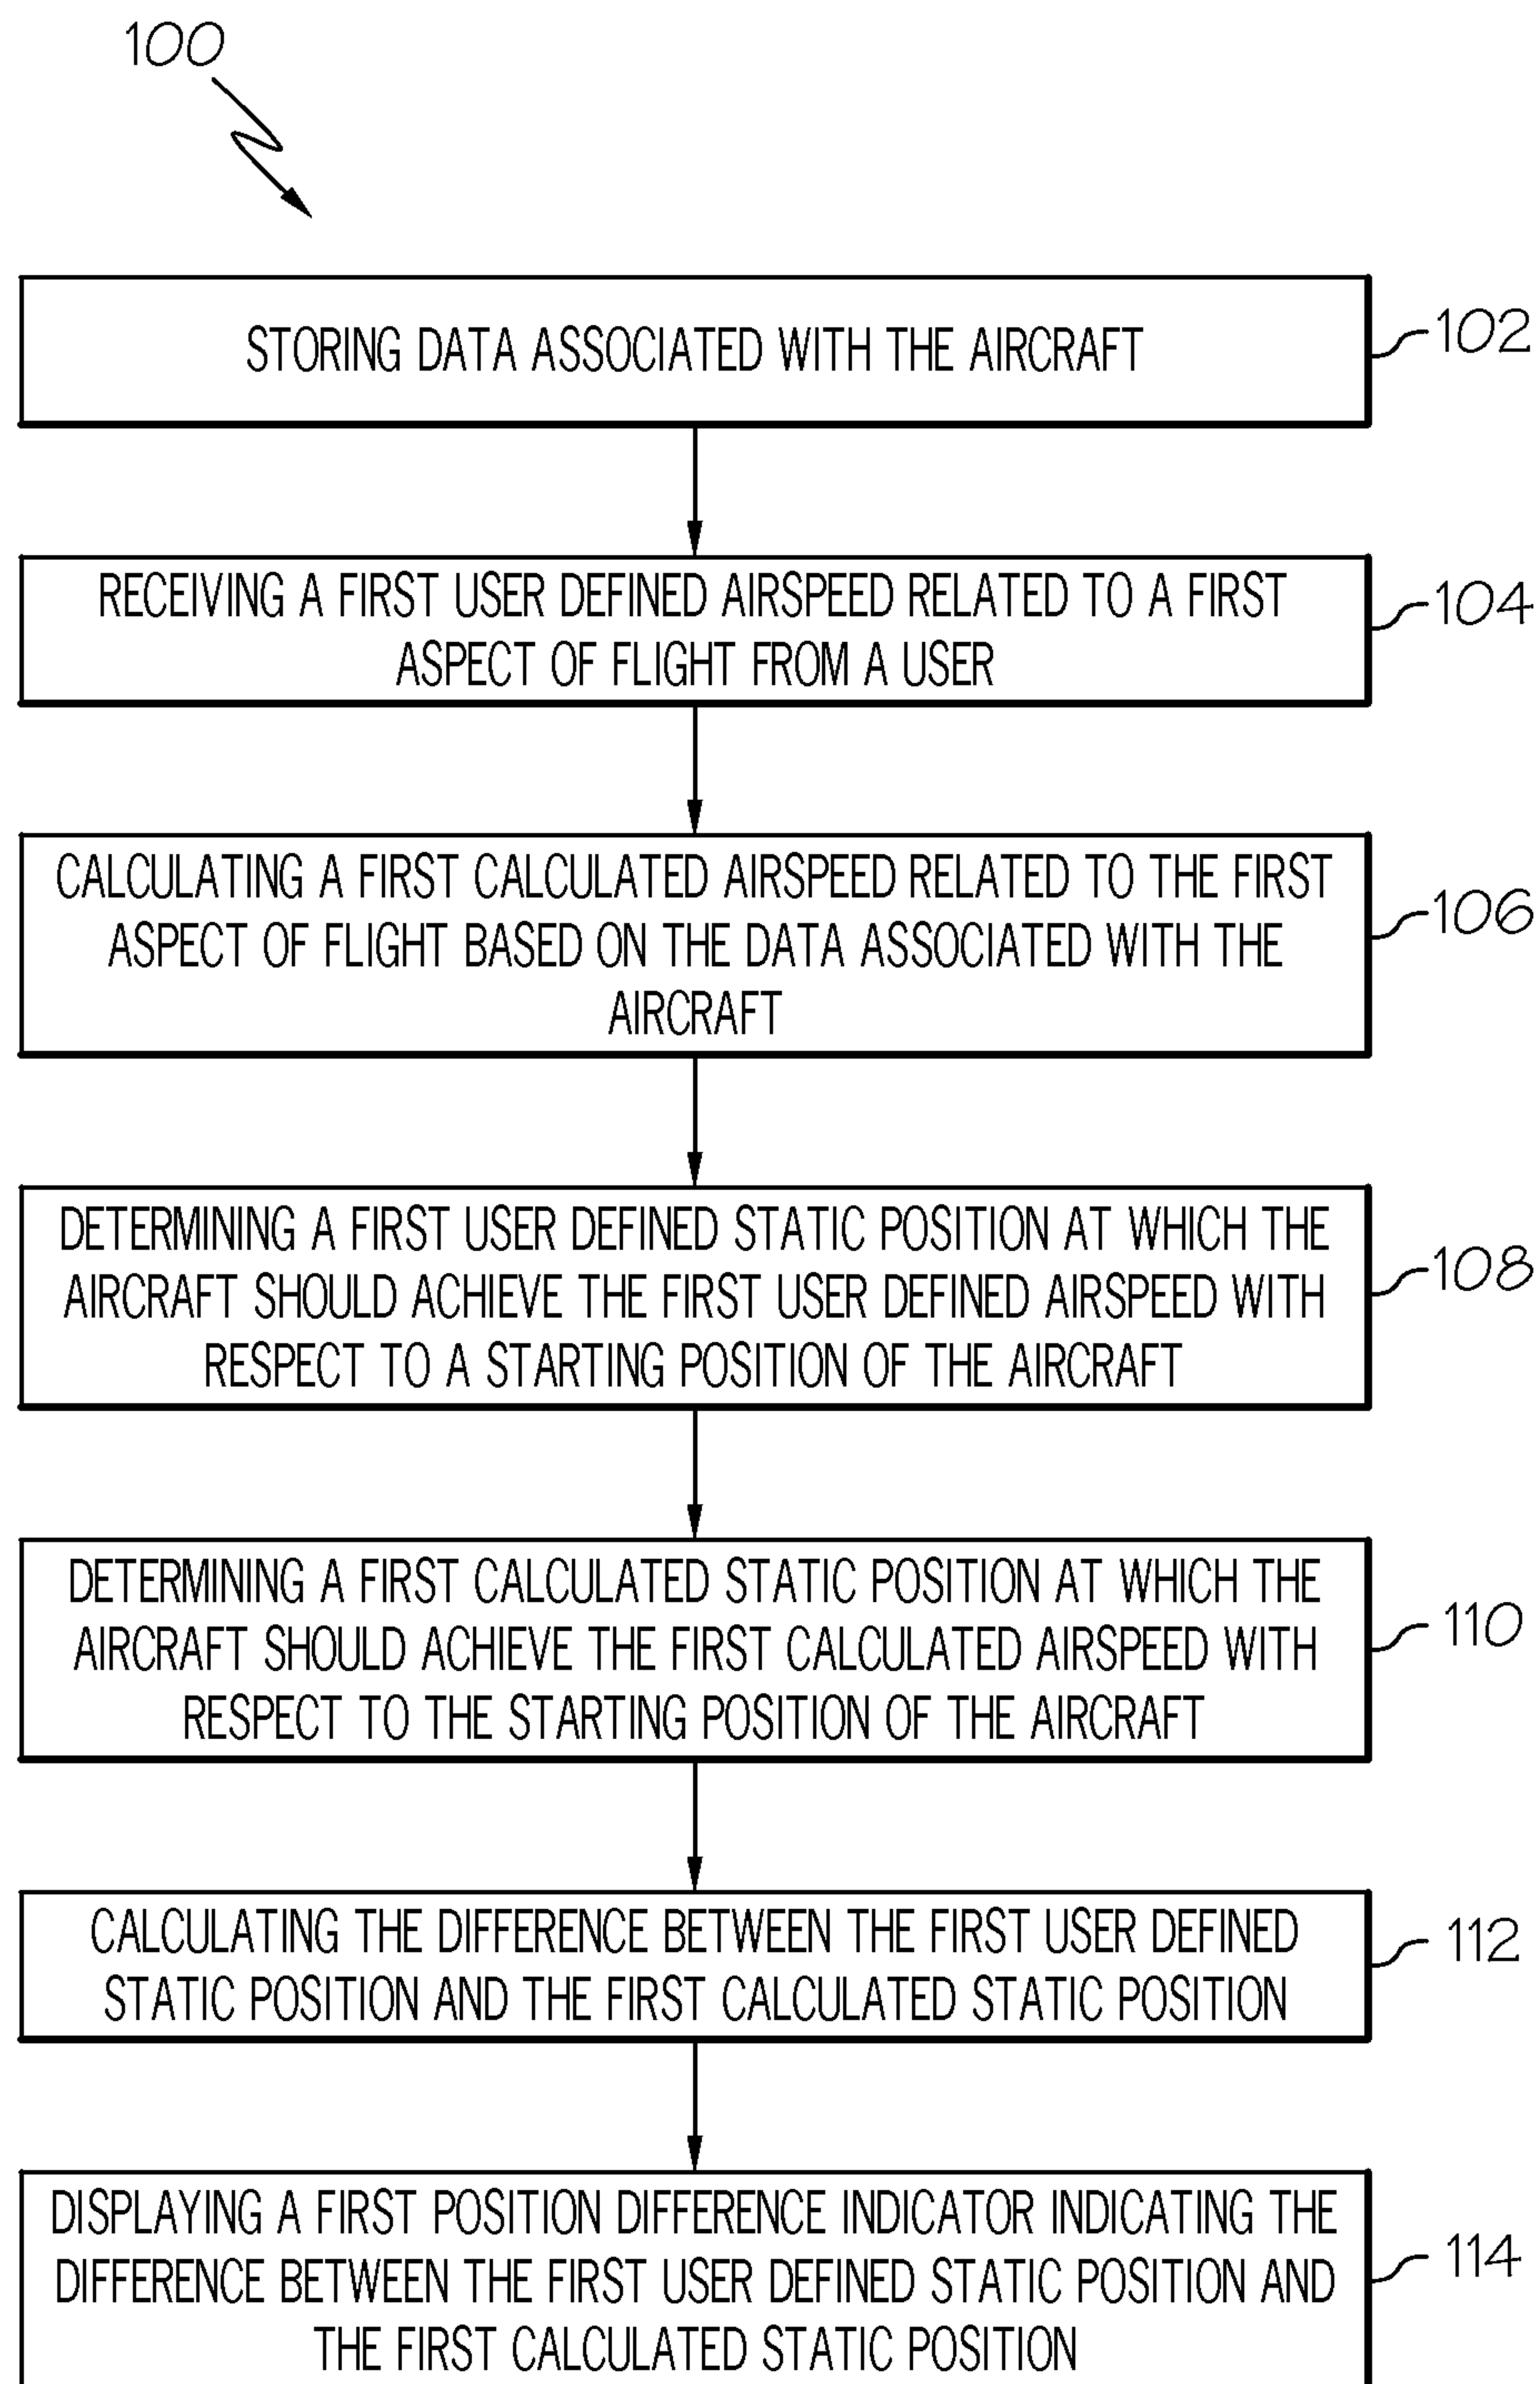 100
STORING DATA ASSOCIATED WITH THE AIRCRAFT
102
RECEIVING A FIRST USER DEFINED AIRSPEED RELATED TO A FIRST
ASPECT OF FLIGHT FROM A USER
104
CALCULATING A FIRST CALCULATED AIRSPEED RELATED TO THE FIRST
ASPECT OF FLIGHT BASED ON THE DATA ASSOCIATED WITH THE
AIRCRAFT
106
DETERMINING A FIRST USER DEFINED STATIC POSITION AT WHICH THE
AIRCRAFT SHOULD ACHIEVE THE FIRST USER DEFINED AIRSPEED WITH
RESPECT TO A STARTING POSITION OF THE AIRCRAFT
108
DETERMINING A FIRST CALCULATED STATIC POSITION AT WHICH THE
AIRCRAFT SHOULD ACHIEVE THE FIRST CALCULATED AIRSPEED WITH
RESPECT TO THE STARTING POSITION OF THE AIRCRAFT
110
CALCULATING THE DIFFERENCE BETWEEN THE FIRST USER DEFINED
STATIC POSITION AND THE FIRST CALCULATED STATIC POSITION
112
DISPLAYING A FIRST POSITION DIFFERENCE INDICATOR INDICATING THE
DIFFERENCE BETWEEN THE FIRST USER DEFINED STATIC POSITION AND
THE FIRST CALCULATED STATIC POSITION
114